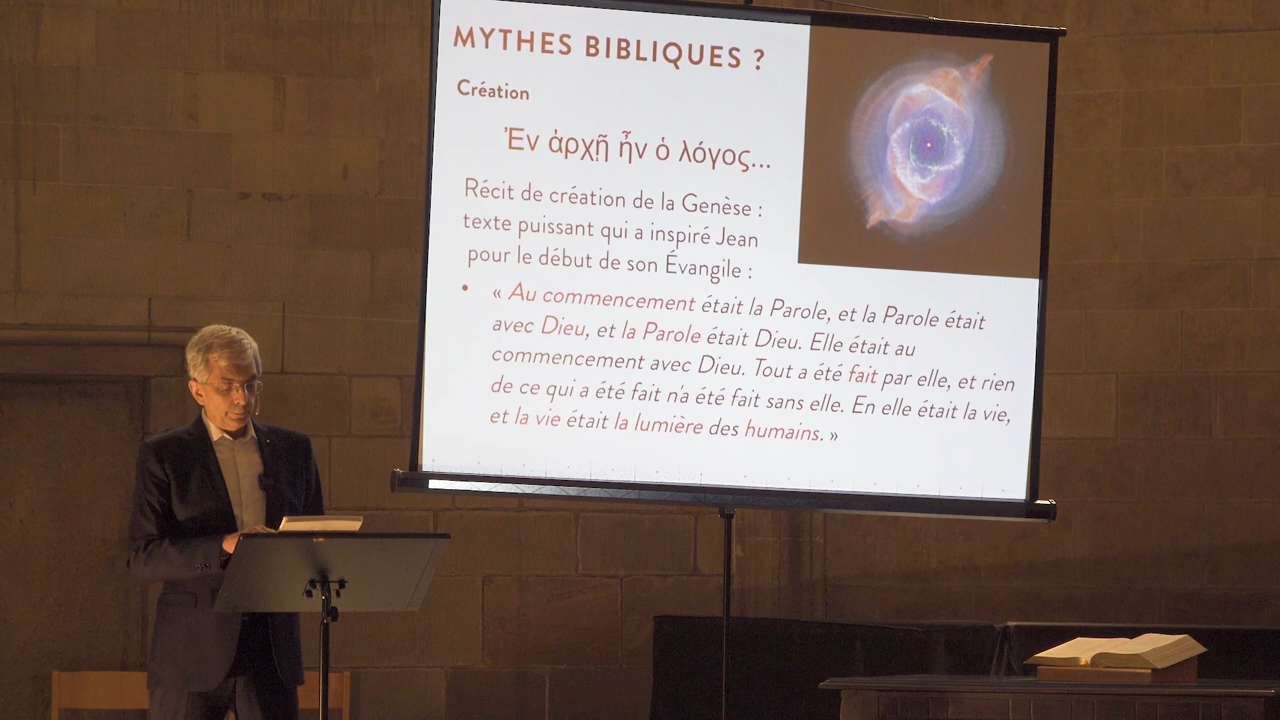 MYTHES BIBLIQUES ?
Création
Ἐν ἀρχῇ ἦν ὁ λόγος...
Récit de création de la Genèse :
texte puissant qui a inspiré Jean
pour le début de son Évangile :
• « Au commencement était la Parole, et la Parole était
avec Dieu, et la Parole était Dieu. Elle était au
commencement avec Dieu. Tout a été fait par elle, et rien
de ce qui a été fait n'a été fait sans elle. En elle était la vie,
et la vie était la lumière des humains. »